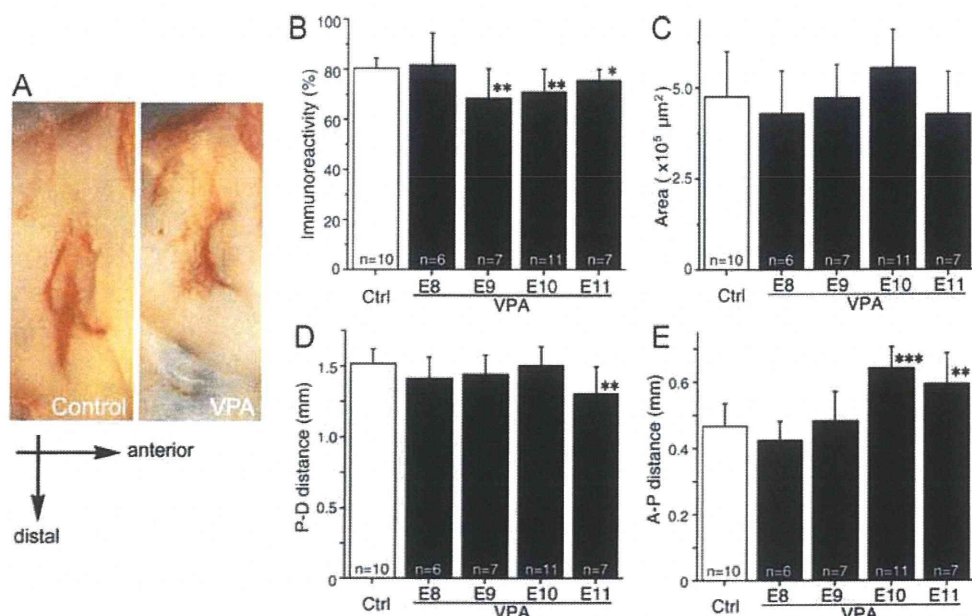 A
Control
VPA
anterior
distal
B
Immunoreactivity (%)
100
80
60
40
20
0
n=10
n=6
n=7
n=11
n=7
**
**
*
Ctrl
E8
E9
E10
E11
VPA
C
Area ( x10⁵ µm²)
5.0
2.5
0
n=10
n=6
n=7
n=11
n=7
Ctrl
E8
E9
E10
E11
VPA
D
P-D distance (mm)
1.5
1.0
0.5
0
n=10
n=6
n=7
n=11
n=7
**
Ctrl
E8
E9
E10
E11
VPA
E
A-P distance (mm)
0.6
0.4
0.2
0
n=10
n=6
n=7
n=11
n=7
***
**
Ctrl
E8
E9
E10
E11
VPA